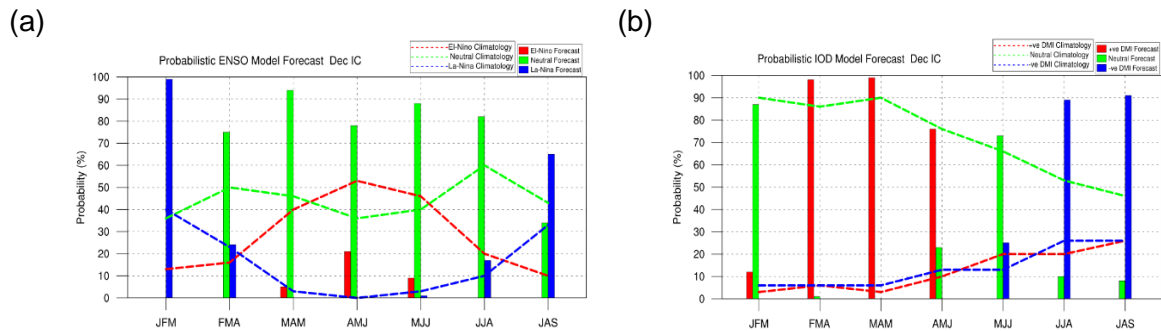 (a)
Probabilistic ENSO Model Forecast Dec IC
El-Nino Climatology
Neutral Climatology
La-Nina Climatology
El-Nino Forecast
Neutral Forecast
La-Nina Forecast
Probability (%)
100
90
80
70
60
50
40
30
20
10
0
JFM FMA MAM AMJ MJJ JJA JAS
(b)
Probabilistic IOD Model Forecast Dec IC
+ve DMI Climatology
Neutral Climatology
-ve DMI Climatology
+ve DMI Forecast
Neutral Forecast
-ve DMI Forecast
Probability (%)
100
90
80
70
60
50
40
30
20
10
0
JFM FMA MAM AMJ MJJ JJA JAS